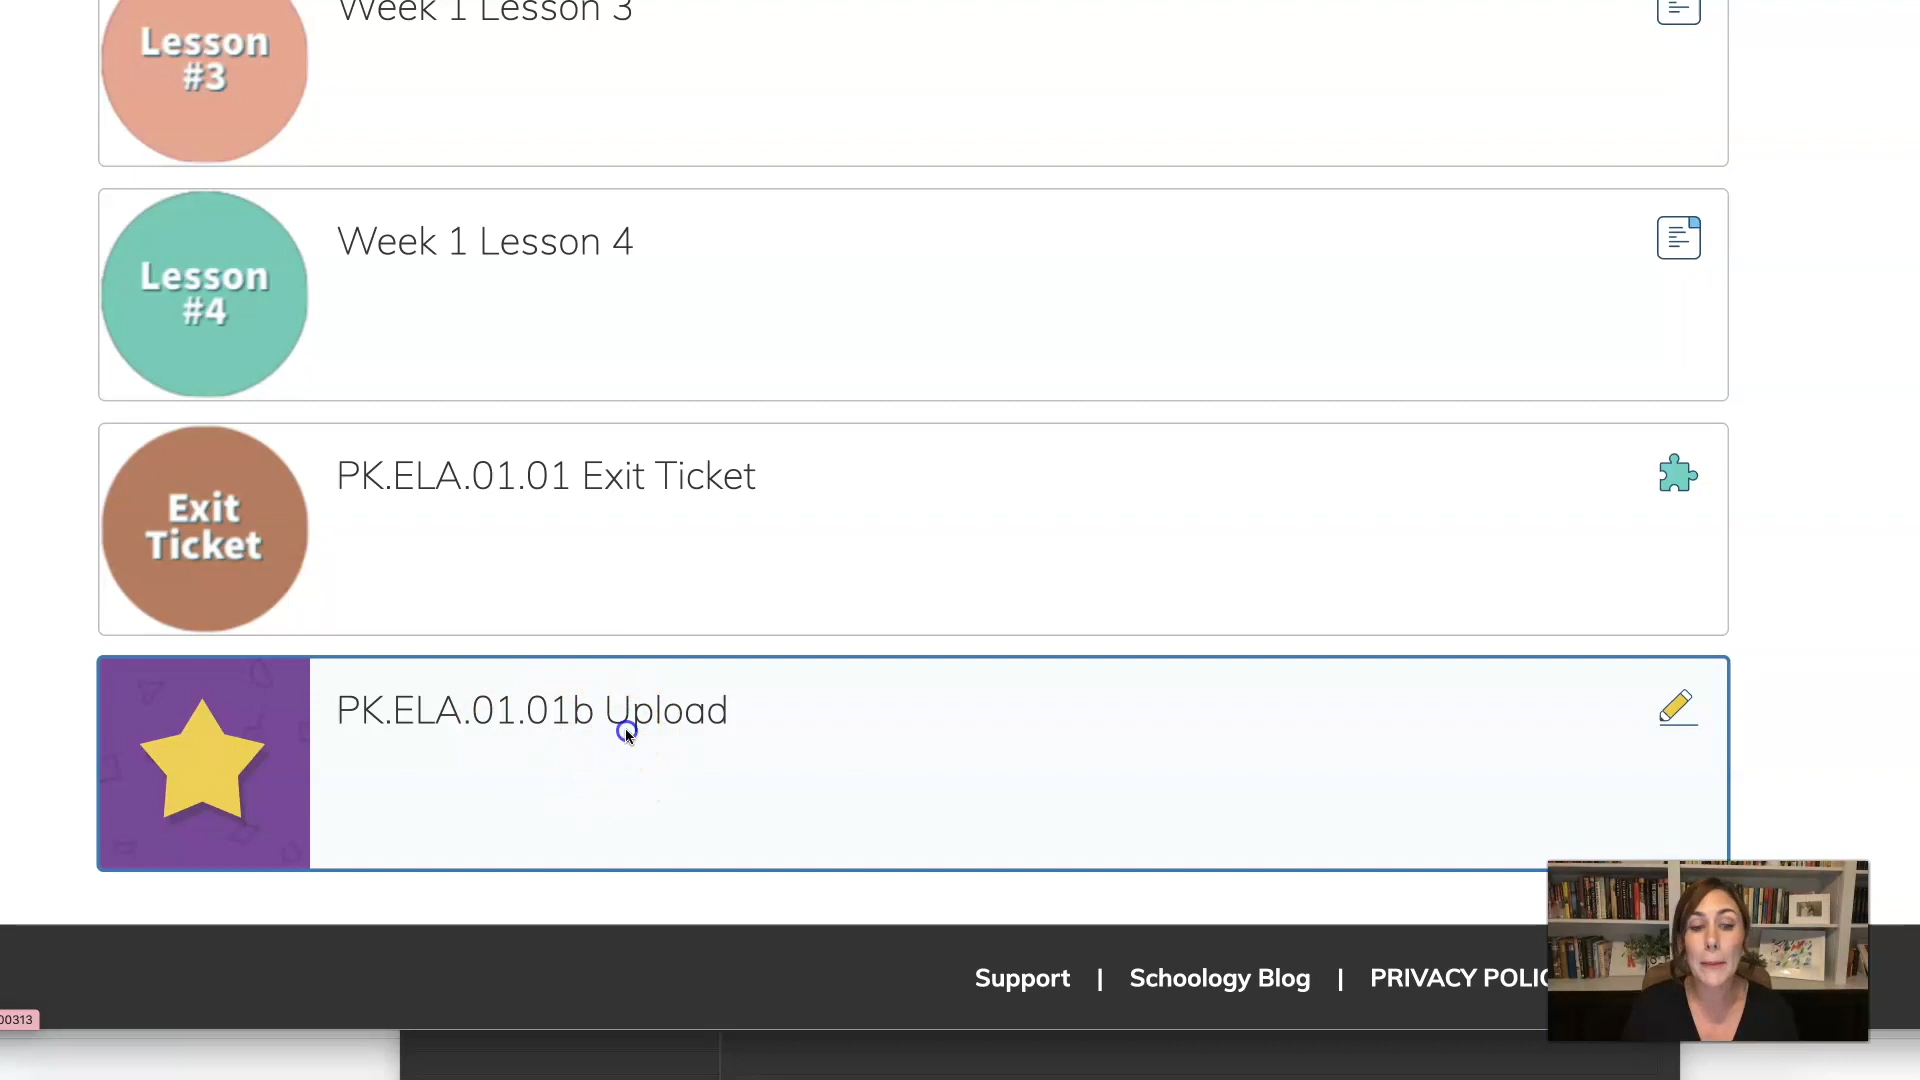 Week 1 Lesson 3
Lesson
#3
Week 1 Lesson 4
Lesson
#4
PK.ELA.01.01 Exit Ticket
Exit
Ticket
PK.ELA.01.01b Upload
Support | Schoology Blog | PRIVACY POLIC
00313